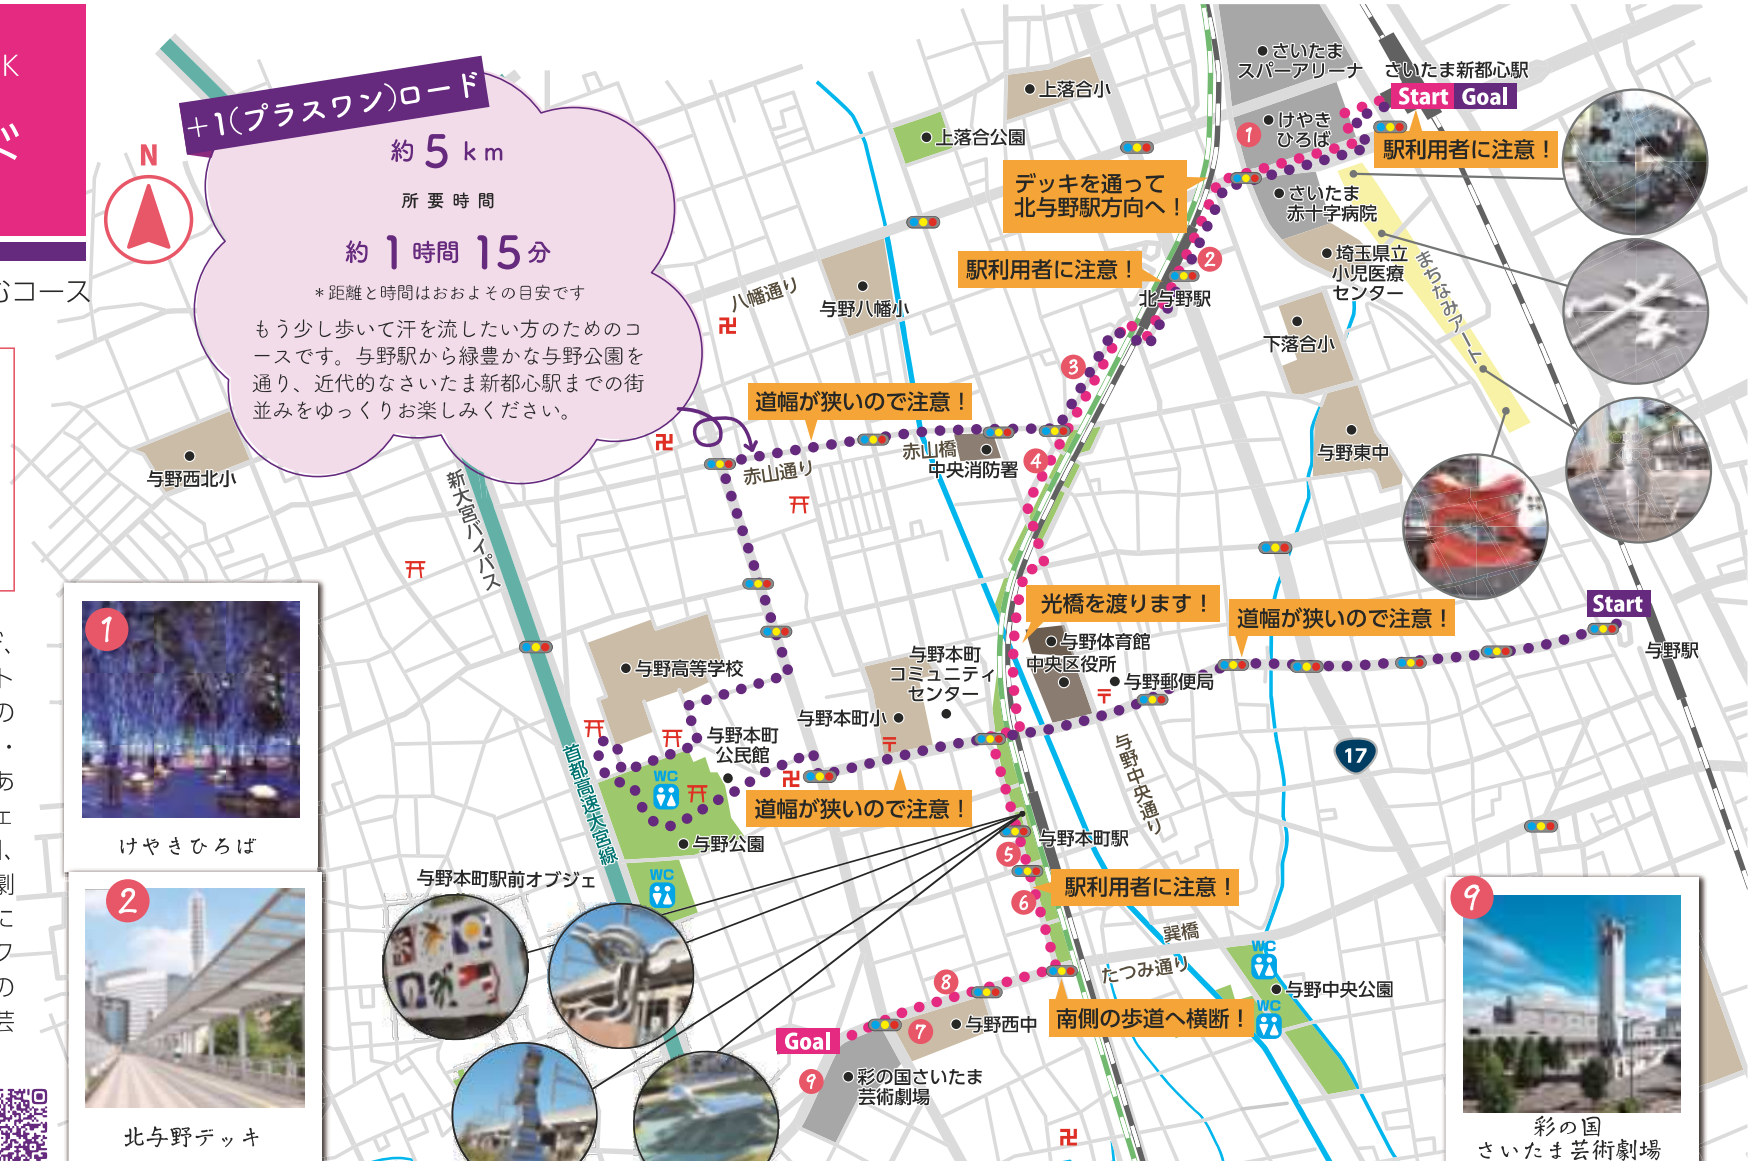 K
ド
むコース
+1(プラスワン)ロード
約5km
所要時間
約1時間15分
*距離と時間はおおよその目安です
もう少し歩いて汗を流したい方のためのコ
ースです。与野駅から緑豊かな与野公園を
通り、近代的なさいたま新都心駅までの街
並みをゆっくりお楽しみください。
N
さいたま
スパーアリーナ
さいたま新都心駅
Start Goal
上落合小
けやき
ひろば
1
駅利用者に注意!
上落合公園
デッキを通って
北与野駅方向へ!
さいたま
赤十字病院
駅利用者に注意!
2
埼玉県立
小児医療
センター
まちなみアート
八幡通り
与野八幡小
北与野駅
下落合小
3
道幅が狭いので注意!
与野西北小
赤山通り
赤山橋
中央消防署
4
与野東中
新大宮バイパス
光橋を渡ります!
道幅が狭いので注意!
Start
与野駅
1
けやきひろば
与野高等学校
与野本町
コミュニティ
センター
与野体育館
中央区役所
与野郵便局
与野本町小
与野本町
公民館
与野中央通り
17
首都高速大宮線
WC
道幅が狭いので注意!
与野公園
与野本町駅
5
WC
与野本町駅前オブジェ
6
駅利用者に注意!
2
北与野デッキ
巽橋
たつみ通り
WC
与野中央公園
WC
8
7
与野西中
南側の歩道へ横断!
Goal
9
彩の国さいたま
芸術劇場
9
彩の国
さいたま芸術劇場
ト
の
・
あ
エ
劇
に
ワ
の
芸